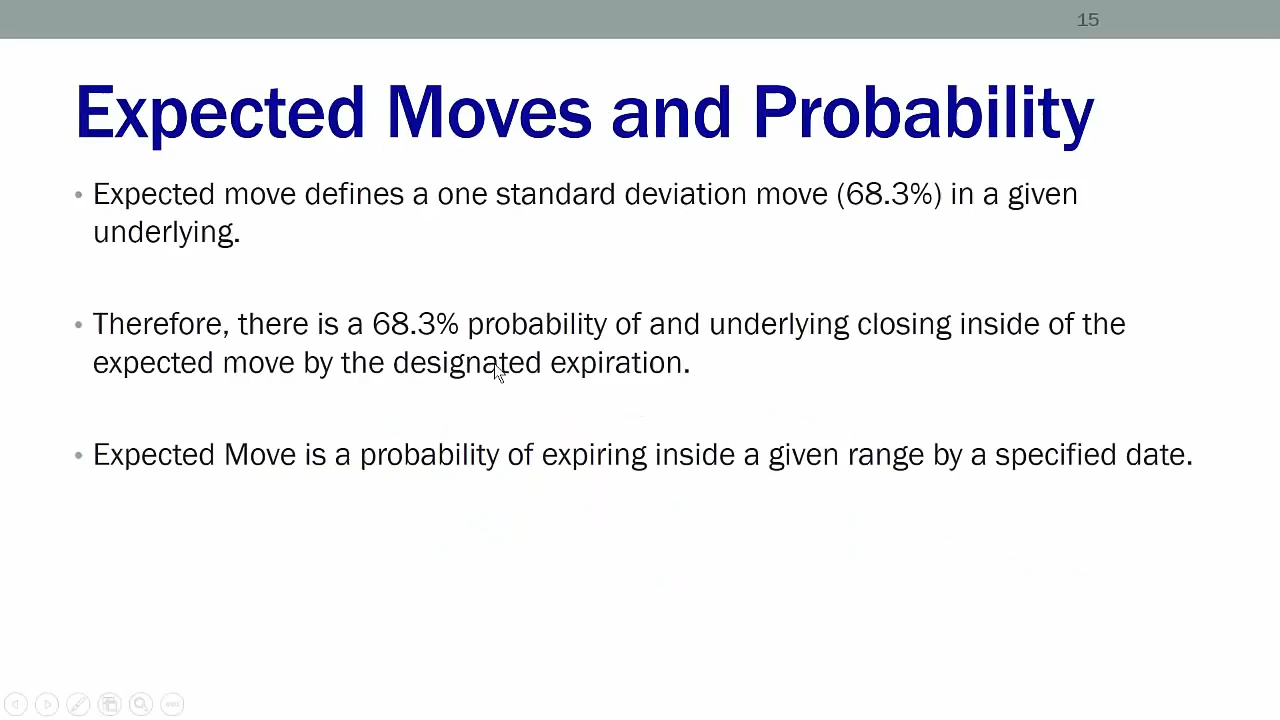 15
Expected Moves and Probability
• Expected move defines a one standard deviation move (68.3%) in a given
underlying.
• Therefore, there is a 68.3% probability of and underlying closing inside of the
expected move by the designated expiration.
• Expected Move is a probability of expiring inside a given range by a specified date.